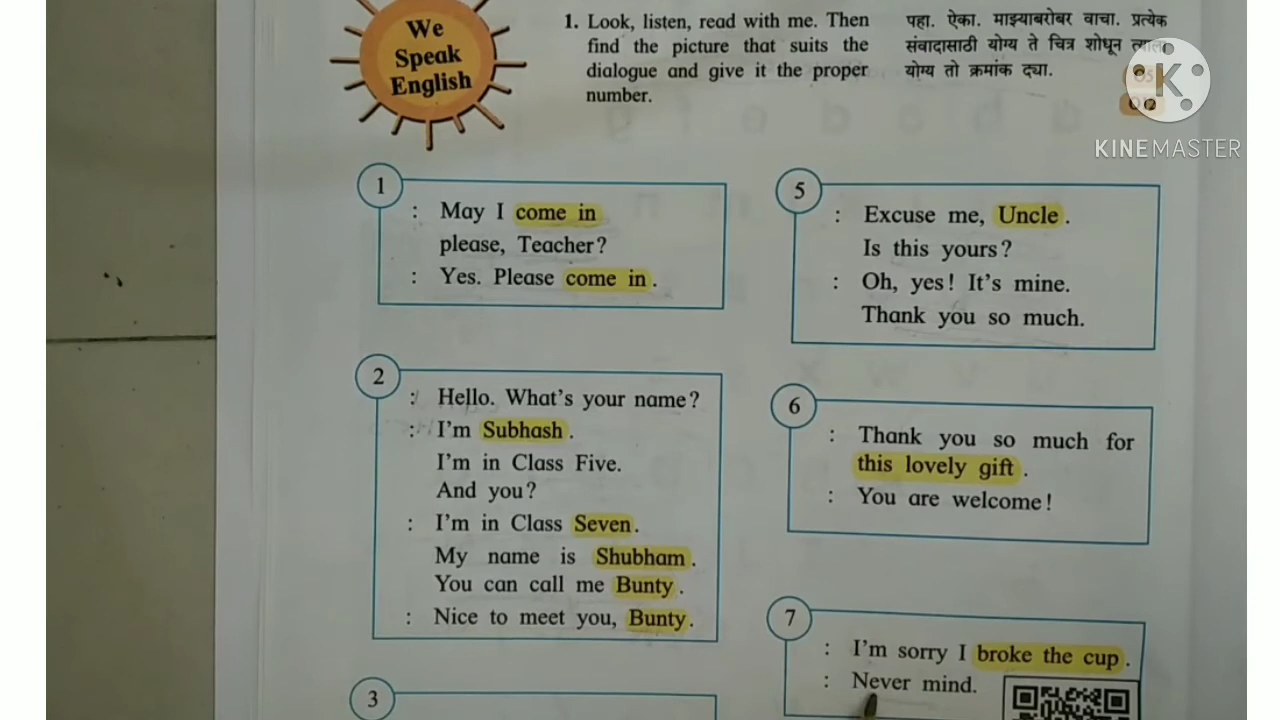 We
Speak
English
1. Look, listen, read with me. Then
find the picture that suits the
dialogue and give it the proper
number.
पहा. ऐका. माझ्याबरोबर वाचा. प्रत्येक
संवादासाठी योग्य ते चित्र शोधून त्याला
योग्य तो क्रमांक द्या.
K
KINEMASTER
1
: May I come in
please, Teacher?
: Yes. Please come in.
2
: Hello. What's your name?
: I'm Subhash.
I'm in Class Five.
And you?
: I'm in Class Seven.
My name is Shubham.
You can call me Bunty.
: Nice to meet you, Bunty.
3
5
: Excuse me, Uncle.
Is this yours?
: Oh, yes! It's mine.
Thank you so much.
6
: Thank you so much for
this lovely gift.
: You are welcome!
7
: I'm sorry I broke the cup.
: Never mind.